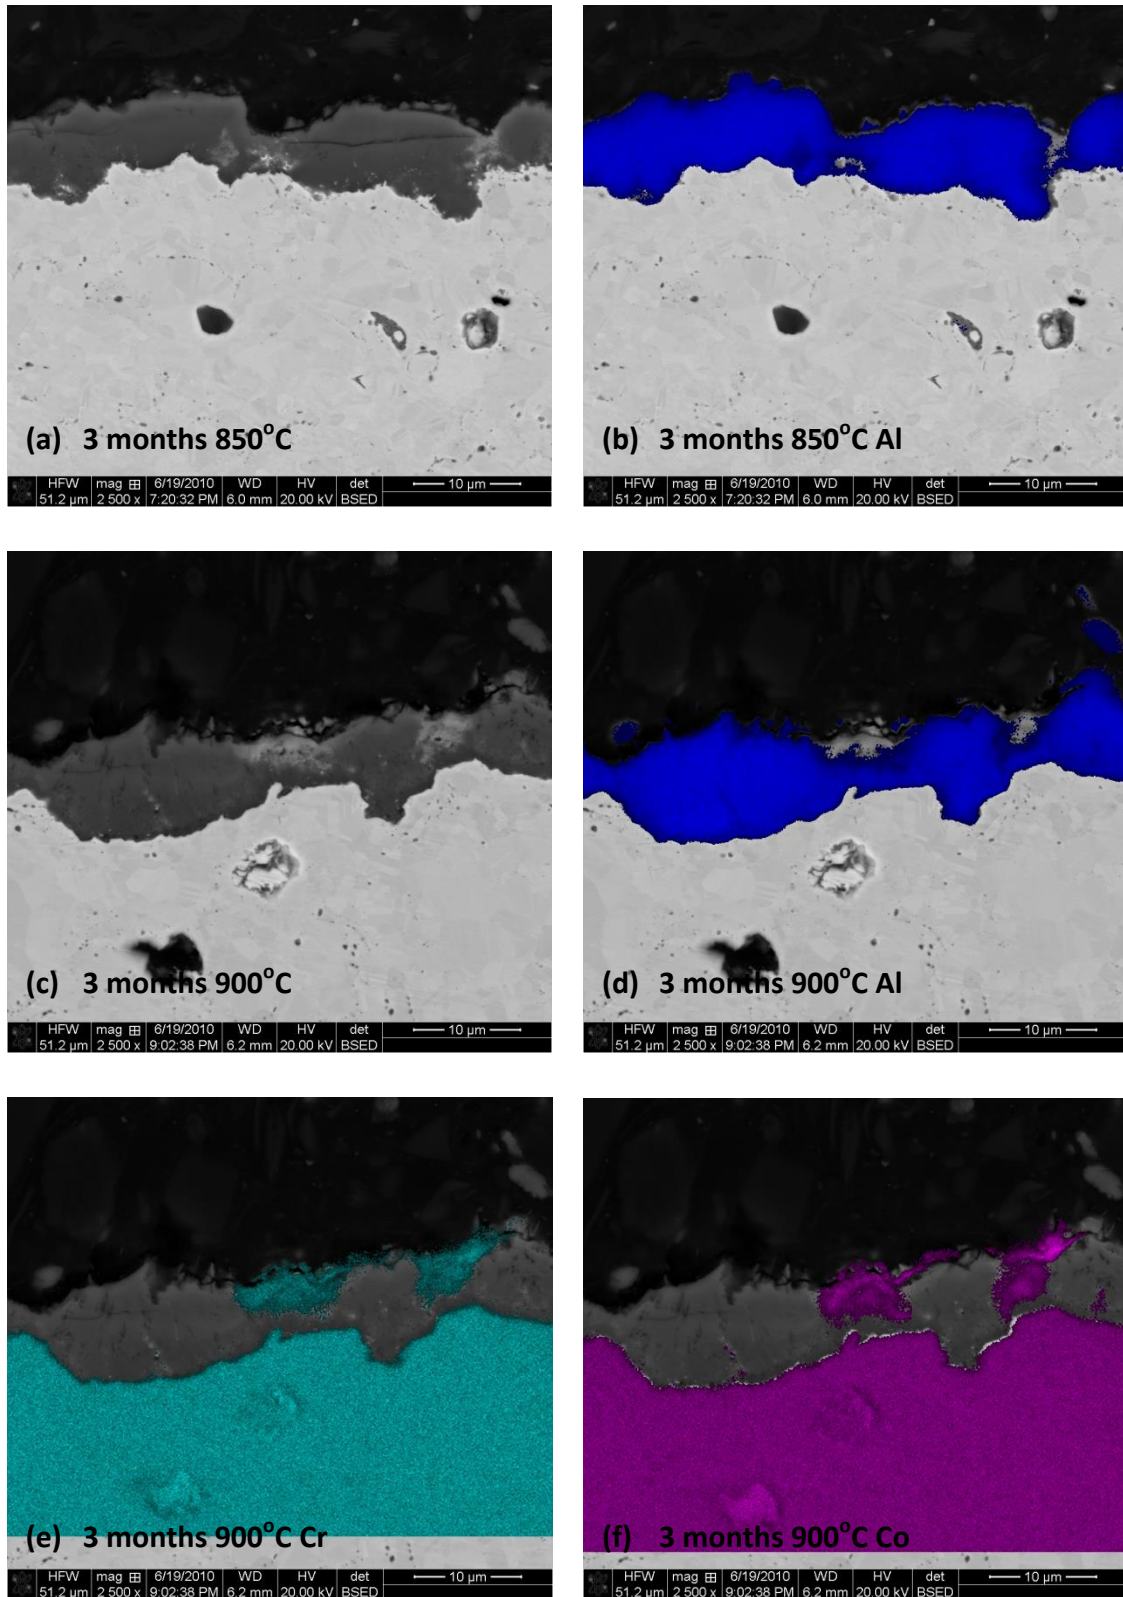 (a) 3 months 850°C
HFW mag ⊞ 6/19/2010 WD HV det
51.2 µm 2 500 x 7:20:32 PM 6.0 mm 20.00 kV BSED 10 µm
(b) 3 months 850°C Al
HFW mag ⊞ 6/19/2010 WD HV det
51.2 µm 2 500 x 7:20:32 PM 6.0 mm 20.00 kV BSED 10 µm
(c) 3 months 900°C
HFW mag ⊞ 6/19/2010 WD HV det
51.2 µm 2 500 x 9:02:38 PM 6.2 mm 20.00 kV BSED 10 µm
(d) 3 months 900°C Al
HFW mag ⊞ 6/19/2010 WD HV det
51.2 µm 2 500 x 9:02:38 PM 6.2 mm 20.00 kV BSED 10 µm
(e) 3 months 900°C Cr
HFW mag ⊞ 6/19/2010 WD HV det
51.2 µm 2 500 x 9:02:38 PM 6.2 mm 20.00 kV BSED 10 µm
(f) 3 months 900°C Co
HFW mag ⊞ 6/19/2010 WD HV det
51.2 µm 2 500 x 9:02:38 PM 6.2 mm 20.00 kV BSED 10 µm